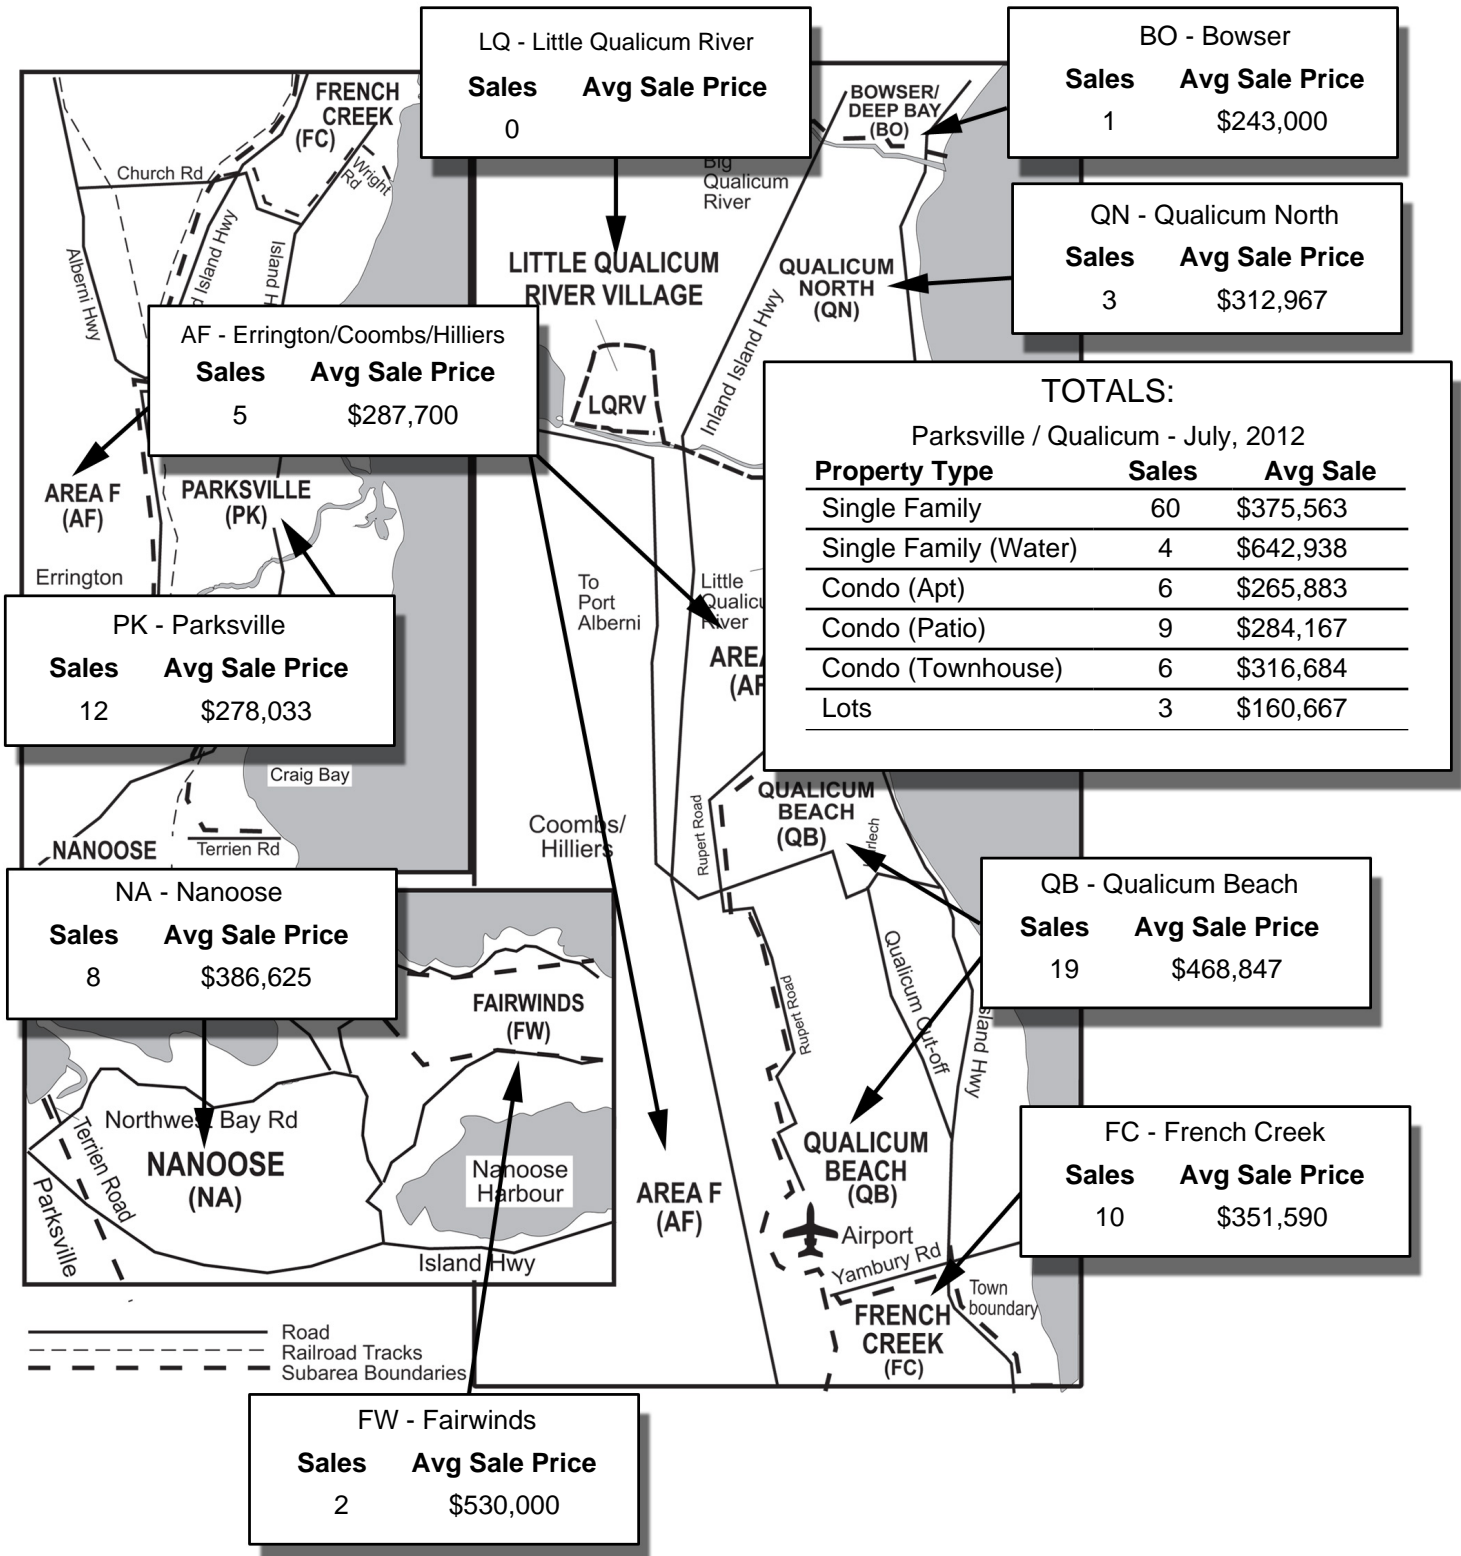 LQ - Little Qualicum River
Sales Avg Sale Price
0
BO - Bowser
Sales Avg Sale Price
1 $243,000
FRENCH
CREEK
(FC)
BOWSER/
DEEP BAY
(BO)
Church Rd
Wright
Rd
Big
Qualicum
River
QN - Qualicum North
Sales Avg Sale Price
3 $312,967
Alberni Hwy
d Island Hwy
Island H
LITTLE QUALICUM
RIVER VILLAGE
QUALICUM
NORTH
(QN)
Inland Island Hwy
AF - Errington/Coombs/Hilliers
Sales Avg Sale Price
5 $287,700
LQRV
TOTALS:
Parksville / Qualicum - July, 2012
Property Type Sales Avg Sale
Single Family 60 $375,563
Single Family (Water) 4 $642,938
Condo (Apt) 6 $265,883
Condo (Patio) 9 $284,167
Condo (Townhouse) 6 $316,684
Lots 3 $160,667
AREA F
(AF)
PARKSVILLE
(PK)
Errington
To
Port
Alberni
Little
Qualicu
River
AREA
(AF
PK - Parksville
Sales Avg Sale Price
12 $278,033
Craig Bay
Terrien Rd
NANOOSE
Coombs/
Hilliers
Rupert Road
QUALICUM
BEACH
(QB)
NA - Nanoose
Sales Avg Sale Price
8 $386,625
QB - Qualicum Beach
Sales Avg Sale Price
19 $468,847
Qualicum Cut-off
Rupert Road
sland Hwy
FAIRWINDS
(FW)
Northwest Bay Rd
NANOOSE
(NA)
Terrien Road
Parksville
Nanoose
Harbour
Island Hwy
AREA F
(AF)
QUALICUM
BEACH
(QB)
Airport
Yambury Rd
FC - French Creek
Sales Avg Sale Price
10 $351,590
Town
boundary
FRENCH
CREEK
(FC)
Road
Railroad Tracks
Subarea Boundaries
FW - Fairwinds
Sales Avg Sale Price
2 $530,000